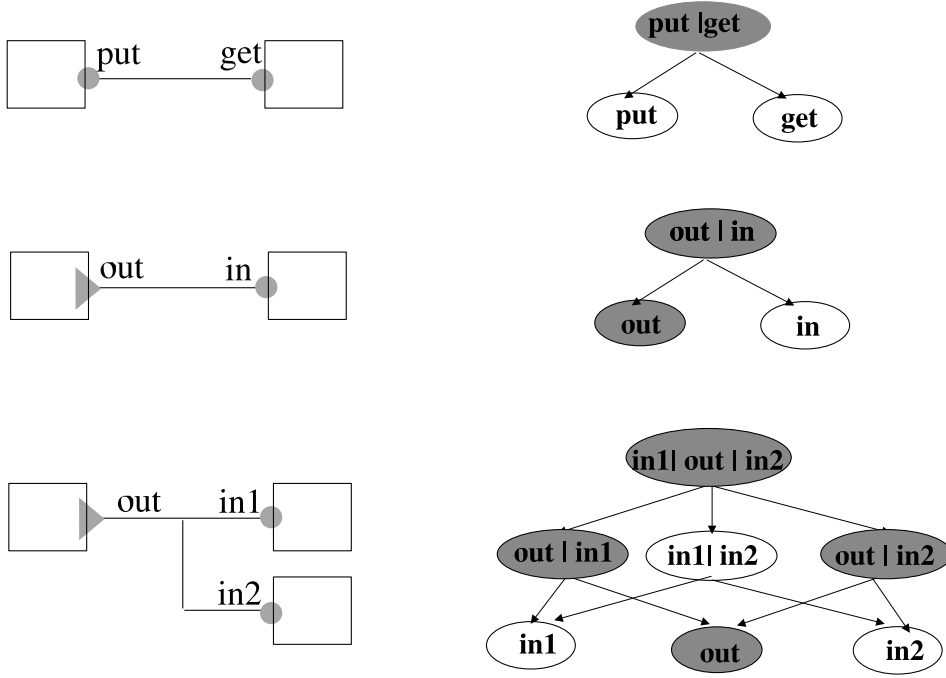 put get
put |get
put
get
out in
out | in
out
in
out in1
in2
in1| out | in2
out | in1
in1| in2
out | in2
in1
out
in2